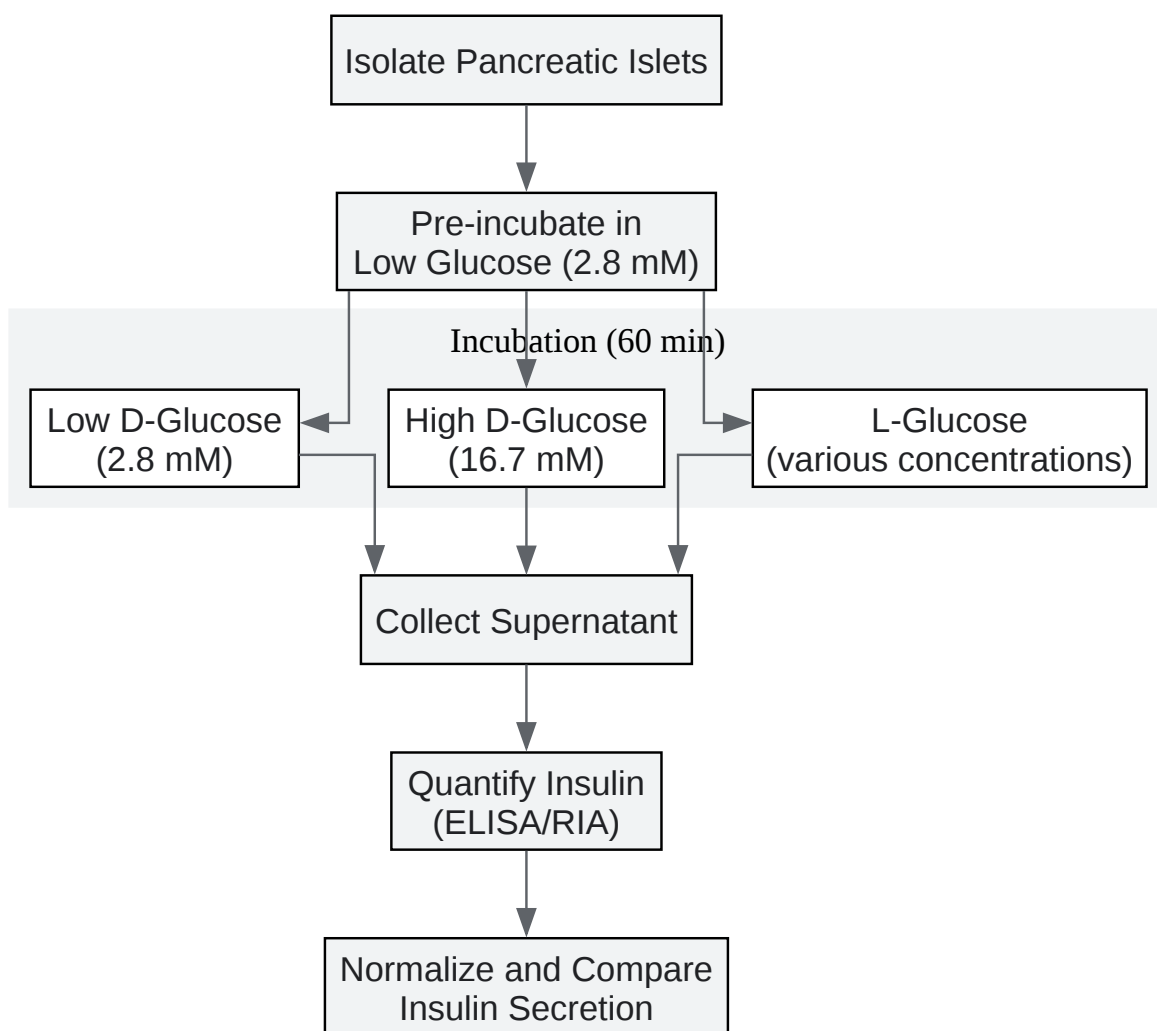 Isolate Pancreatic Islets
Pre-incubate in
Low Glucose (2.8 mM)
Incubation (60 min)
Low D-Glucose
(2.8 mM)
High D-Glucose
(16.7 mM)
L-Glucose
(various concentrations)
Collect Supernatant
Quantify Insulin
(ELISA/RIA)
Normalize and Compare
Insulin Secretion